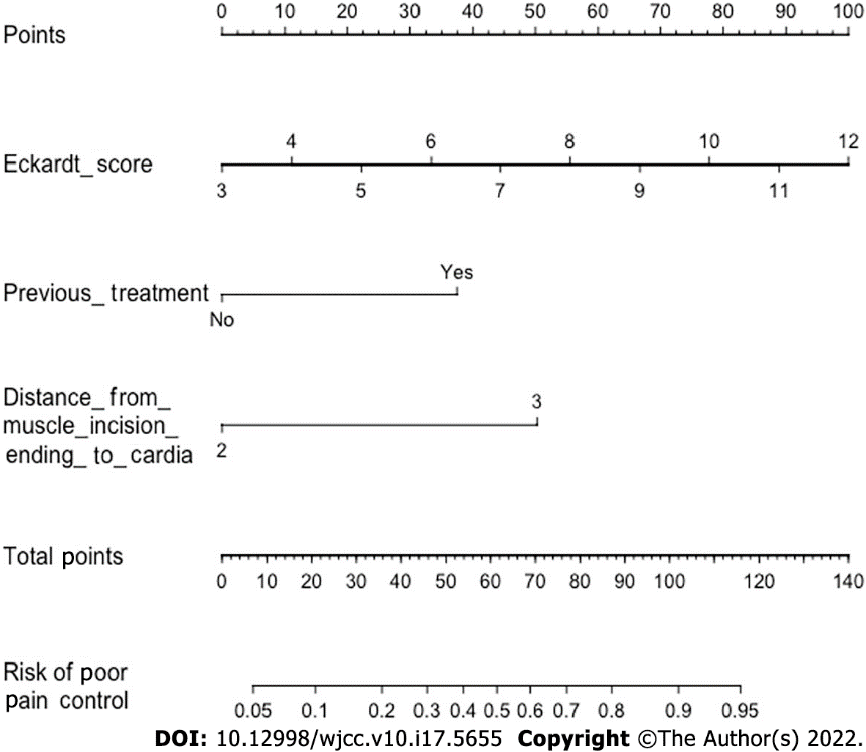 0 10 20 30 40 50 60 70 80 90 100
Points
4 6 8 10 12
Eckardt_ score
3 5 7 9 11
Yes
Previous_ treatment
No
Distance_ from_
3
muscle_incision_
ending_ to_ cardia
2
Total points
0 10 20 30 40 50 60 70 80 90 100 120 140
Risk of poor
pain control
0.05 0.1 0.2 0.3 0.4 0.5 0.6 0.7 0.8 0.9 0.95
DOI: 10.12998/wjcc.v10.i17.5655 Copyright ©The Author(s) 2022.